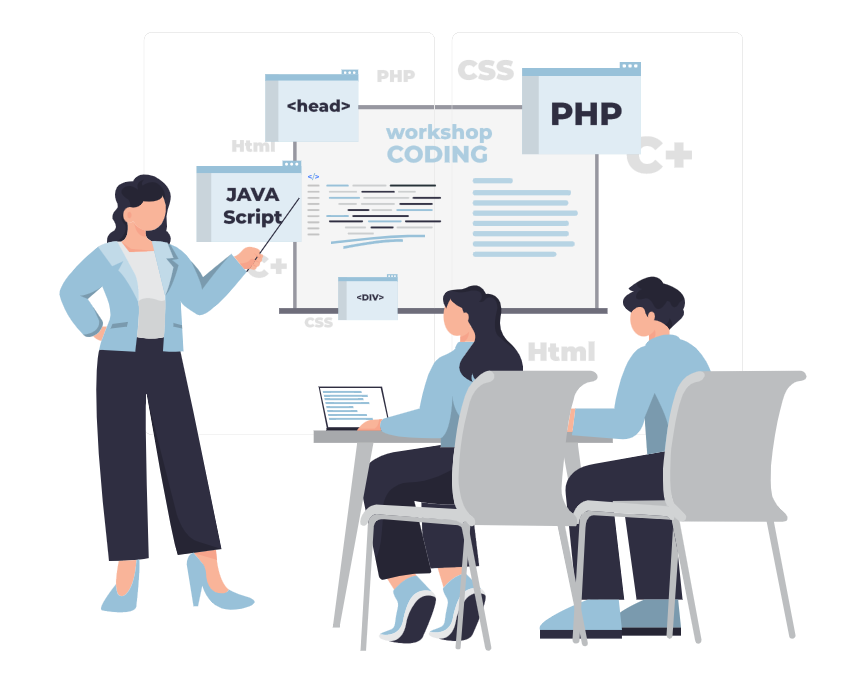 CSS
PHP
<head>
PHP
workshop
CODING
Html
C+
</>
JAVA
Script
C+
<DIV>
CSS
Html